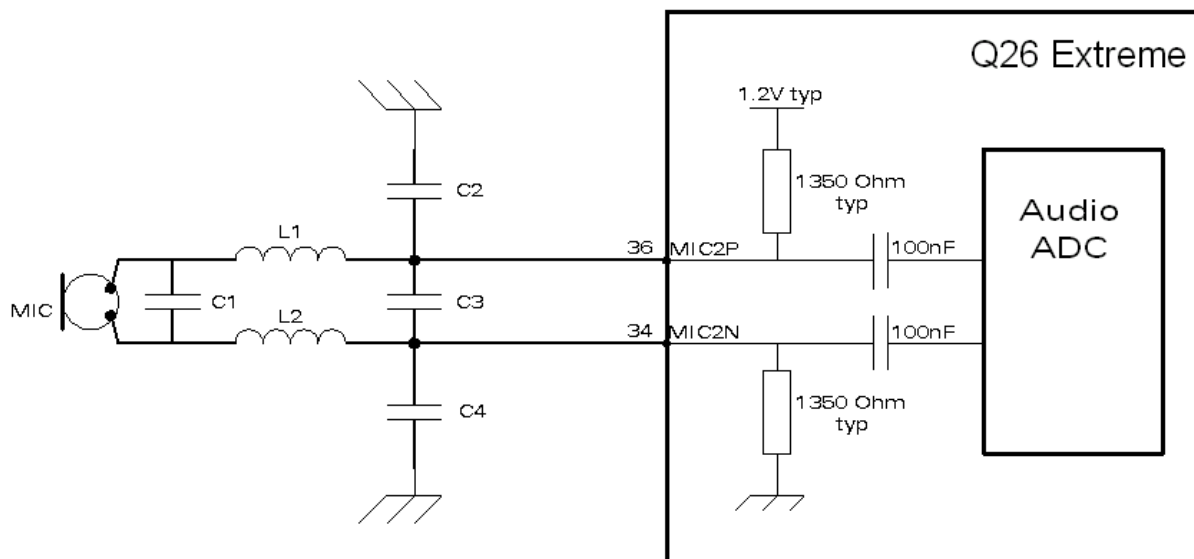 Q26 Extreme
1.2V typ
C2
1350 Ohm
typ
Audio
ADC
L1
36
MIC2P
100nF
MIC
C1
C3
L2
34
MIC2N
100nF
C4
1350 Ohm
typ